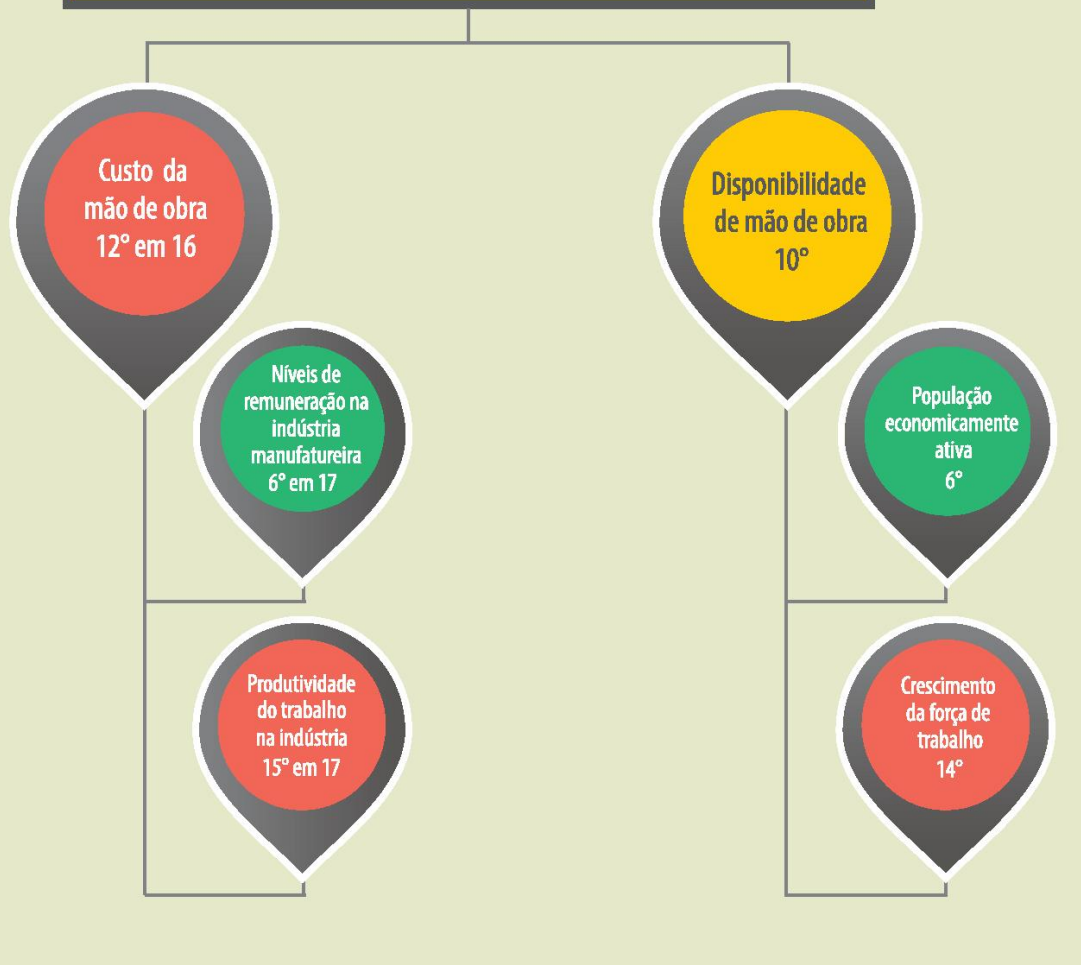 Custo da
mão de obra
12° em 16
Níveis de
remuneração na
indústria
manufatureira
6° em 17
Produtividade
do trabalho
na indústria
15° em 17
Disponibilidade
de mão de obra
10°
População
economicamente
ativa
6°
Crescimento
da força de
trabalho
14°